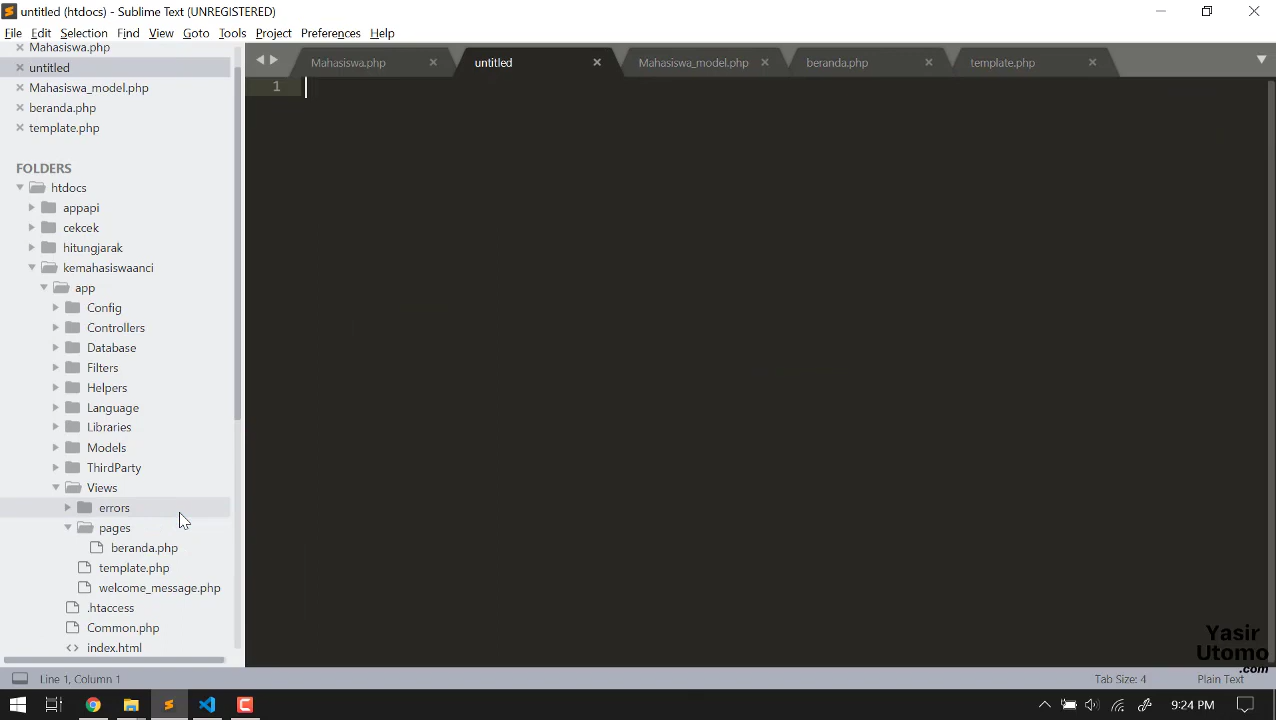 untitled (htdocs) - Sublime Text (UNREGISTERED)
File Edit Selection Find View Goto Tools Project Preferences Help
Mahasiswa.php
untitled
Mahasiswa_model.php
beranda.php
template.php
FOLDERS
htdocs
appapi
cekcek
hitungjarak
kemahasiswaanci
app
Config
Controllers
Database
Filters
Helpers
Language
Libraries
Models
ThirdParty
Views
errors
pages
beranda.php
template.php
welcome_message.php
.htaccess
Common.php
index.html
Mahasiswa.php untitled Mahasiswa_model.php beranda.php template.php
1
Yasir
Utomo
.com
Line 1, Column 1 Tab Size: 4 Plain Text
9:24 PM